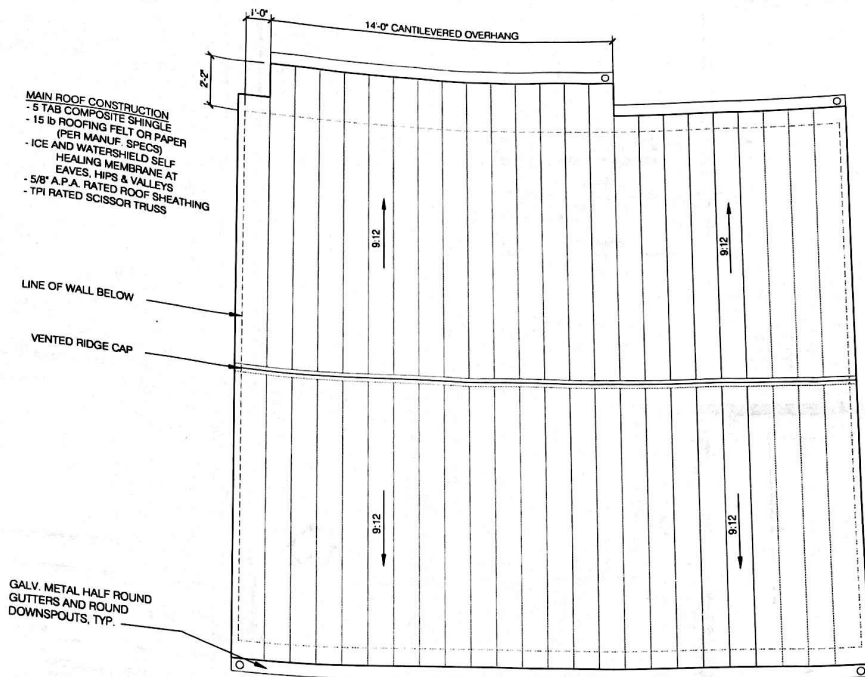 1'-0"
14'-0" CANTILEVERED OVERHANG
2'-2"
MAIN ROOF CONSTRUCTION
- 5 TAB COMPOSITE SHINGLE
- 15 lb ROOFING FELT OR PAPER
(PER MANUF. SPECS)
- ICE AND WATERSHIELD SELF
HEALING MEMBRANE AT
EAVES, HIPS & VALLEYS
- 5/8" A.P.A. RATED ROOF SHEATHING
- TPI RATED SCISSOR TRUSS
9:12
9:12
LINE OF WALL BELOW
VENTED RIDGE CAP
9:12
9:12
GALV. METAL HALF ROUND
GUTTERS AND ROUND
DOWNSPOUTS, TYP.